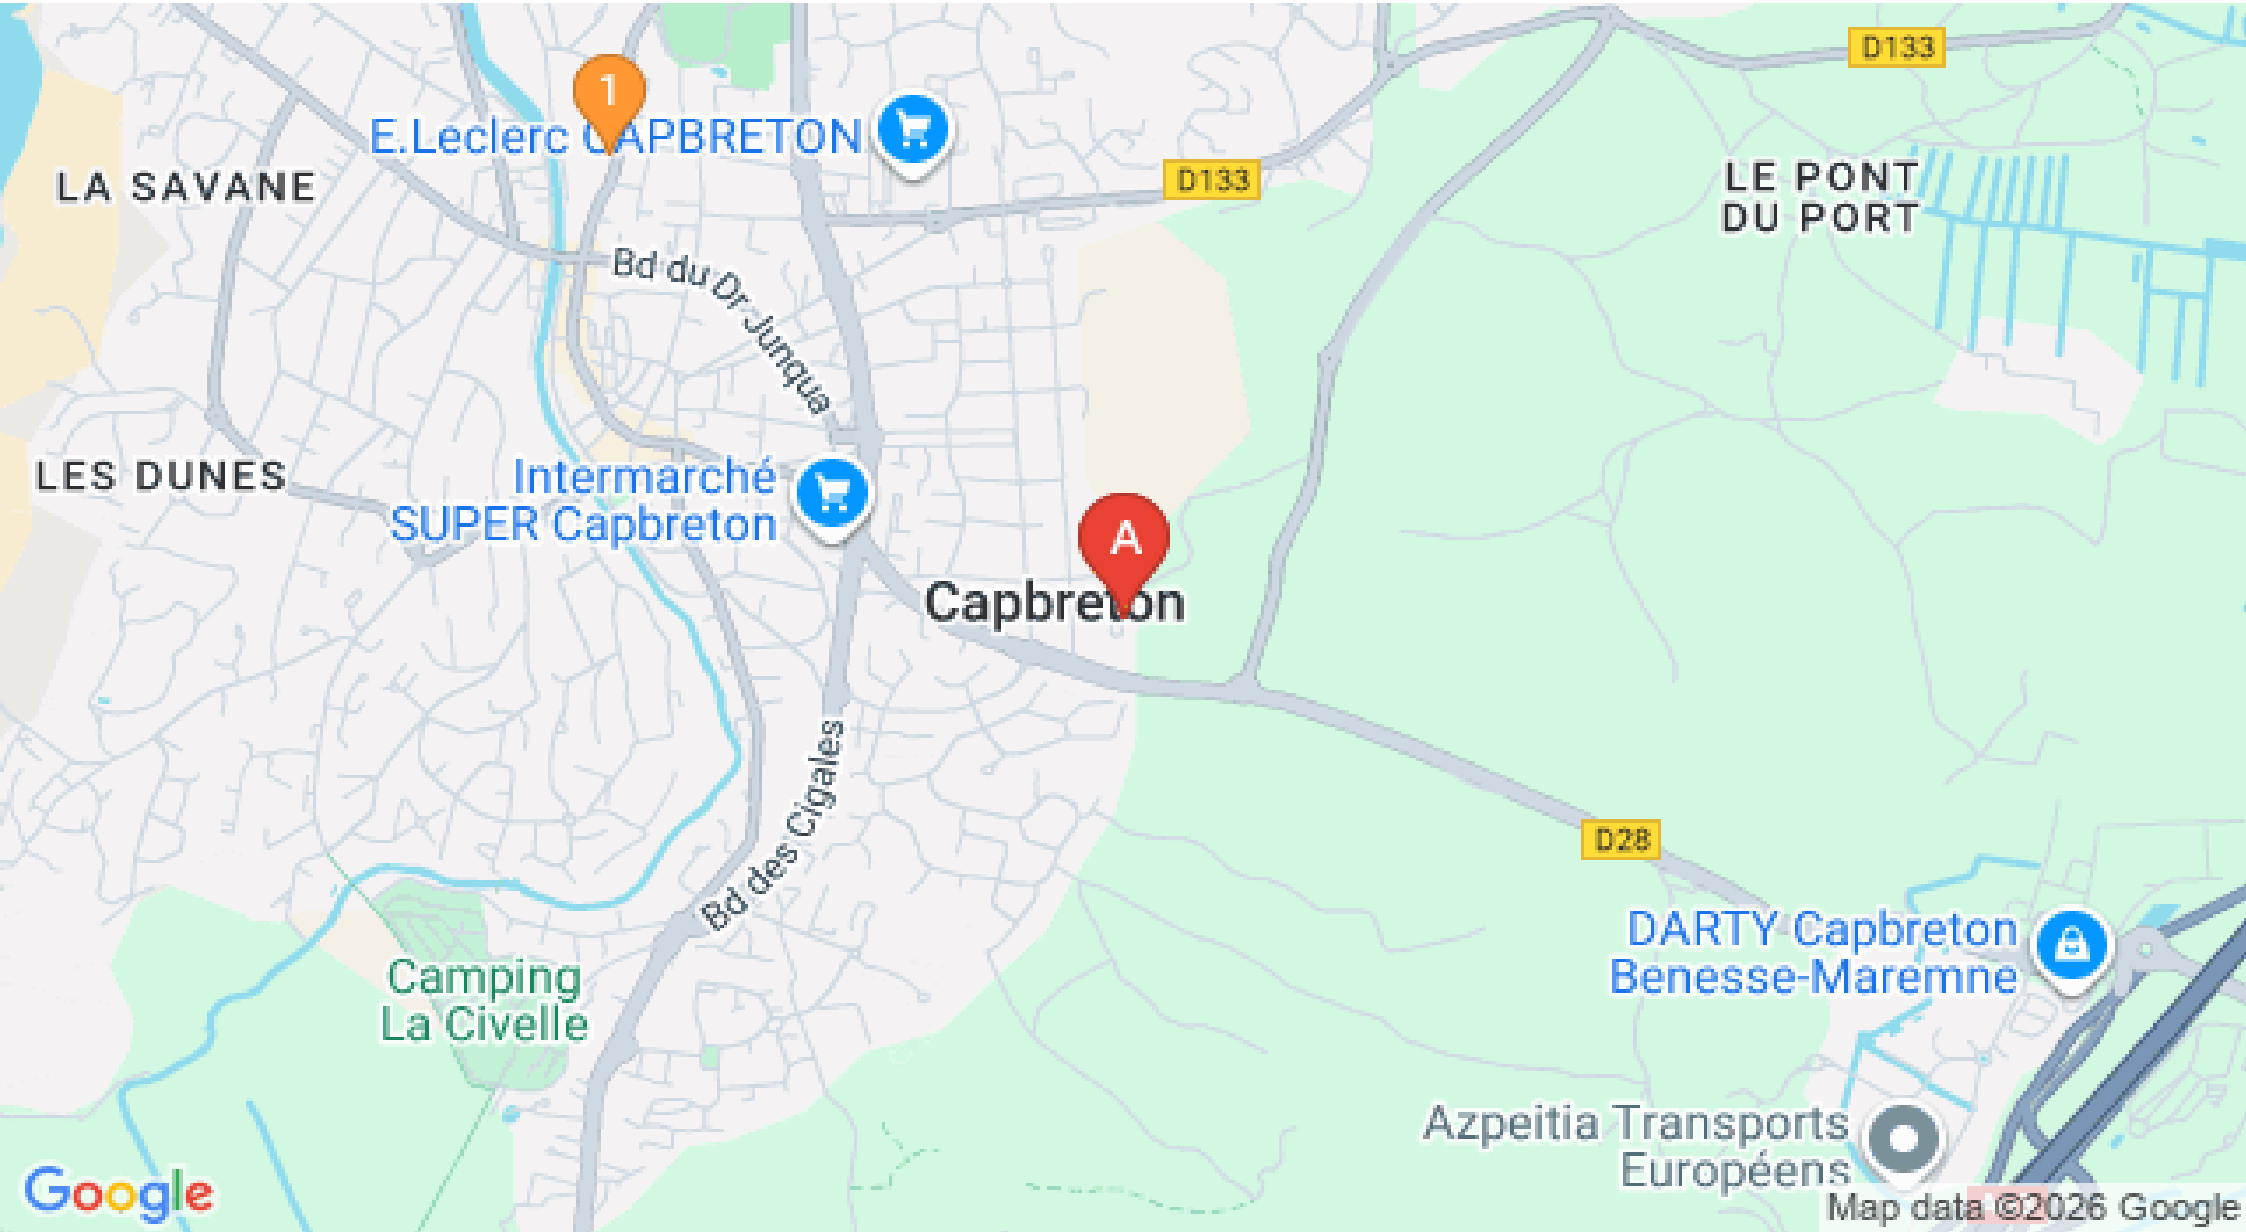 D133
1
E.Leclerc CAPBRETON
LA SAVANE
D133
LE PONT
DU PORT
Bd du Dr Junqua
LES DUNES
Intermarché
SUPER Capbreton
A
Capbreton
Bd des Cigales
D28
DARTY Capbreton
Benesse-Maremne
Camping
La Civelle
Azpeitia Transports
Européens
Google
Map data ©2026 Google